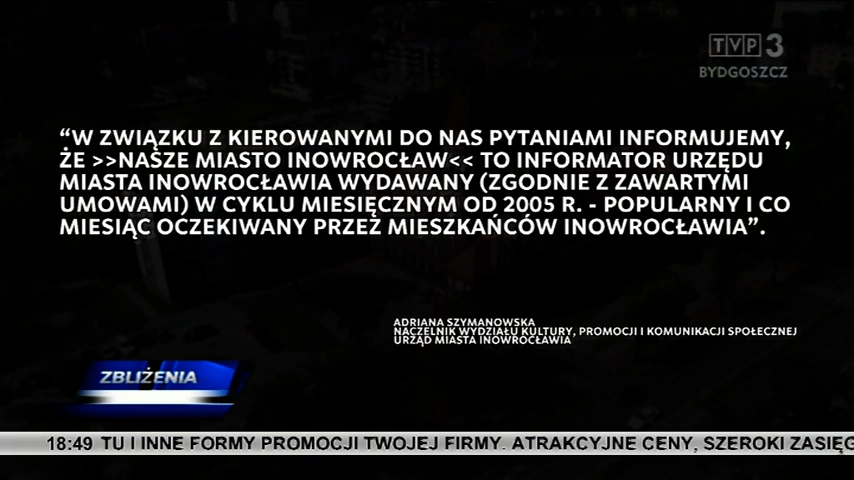 TVP3
BYDGOSZCZ
“W ZWIĄZKU Z KIEROWANYMI DO NAS PYTANIAMI INFORMUJEMY,
ŻE >>NASZE MIASTO INOWROCŁAW<< TO INFORMATOR URZĘDU
MIASTA INOWROCŁAWIA WYDAWANY (ZGODNIE Z ZAWARTYMI
UMOWAMI) W CYKLU MIESIĘCZNYM OD 2005 R. - POPULARNY I CO
MIESIĄC OCZEKIWANY PRZEZ MIESZKAŃCÓW INOWROCŁAWIA”.
ADRIANA SZYMANOWSKA
NACZELNIK WYDZIAŁU KULTURY, PROMOCJI I KOMUNIKACJI SPOŁECZNEJ
URZĄD MIASTA INOWROCŁAWIA
ZBLIŻENIA
18:49 TU I INNE FORMY PROMOCJI TWOJEJ FIRMY. ATRAKCYJNE CENY, SZEROKI ZASIĘG